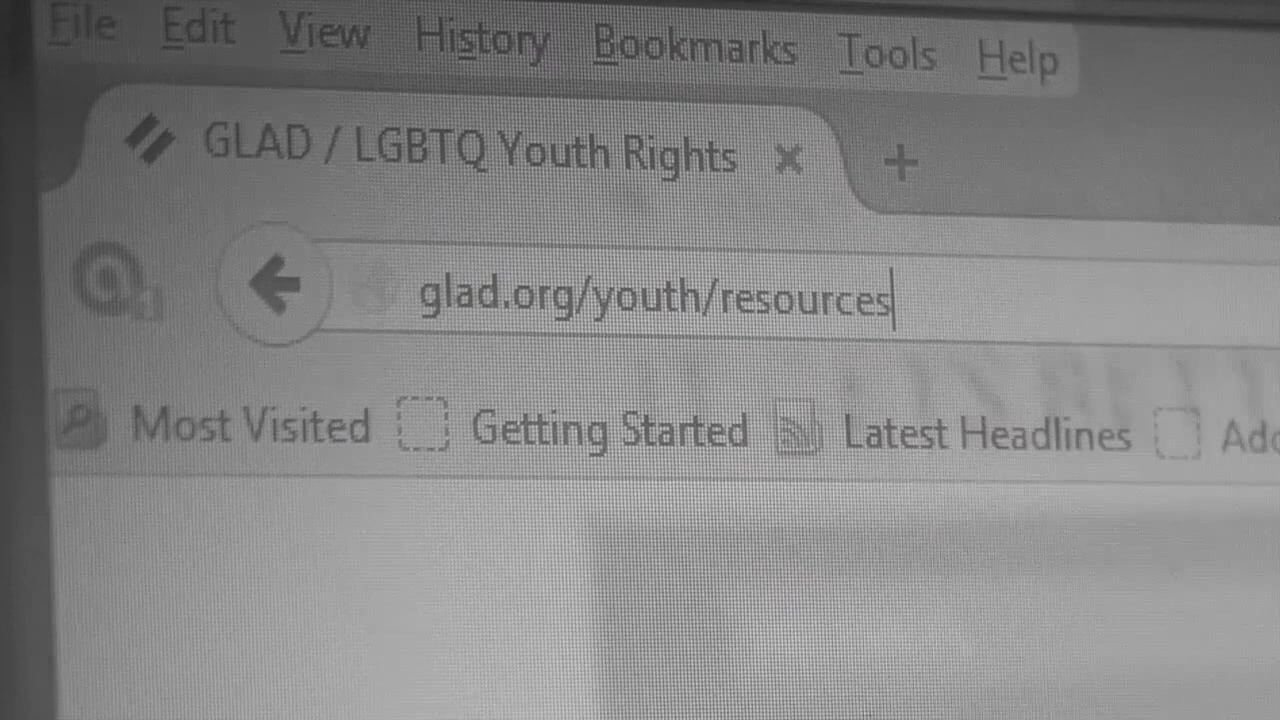 File Edit View History Bookmarks Tools Help
GLAD / LGBTQ Youth Rights
glad.org/youth/resources
Most Visited Getting Started Latest Headlines